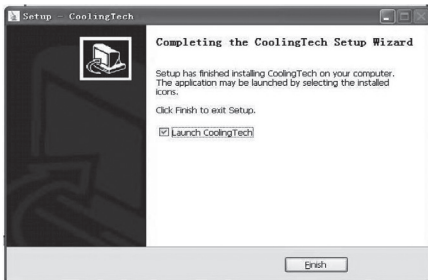 Setup - CoolingTech
Completing the CoolingTech Setup Wizard
Setup has finished installing CoolingTech on your computer.
The application may be launched by selecting the installed
icons.
Click Finish to exit Setup.
Launch CoolingTech
Finish